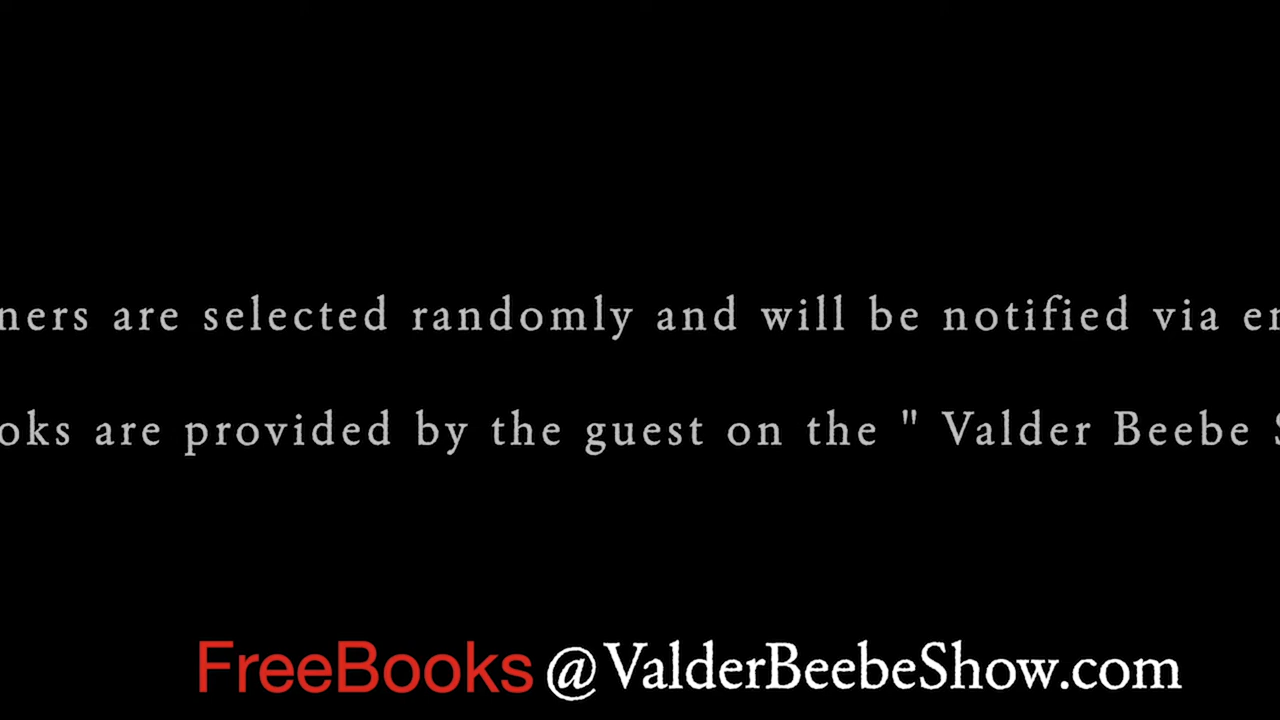 ners are selected randomly and will be notified via
oks are provided by the guest on the " Valder Beebe
FreeBooks@ValderBeebeShow.com